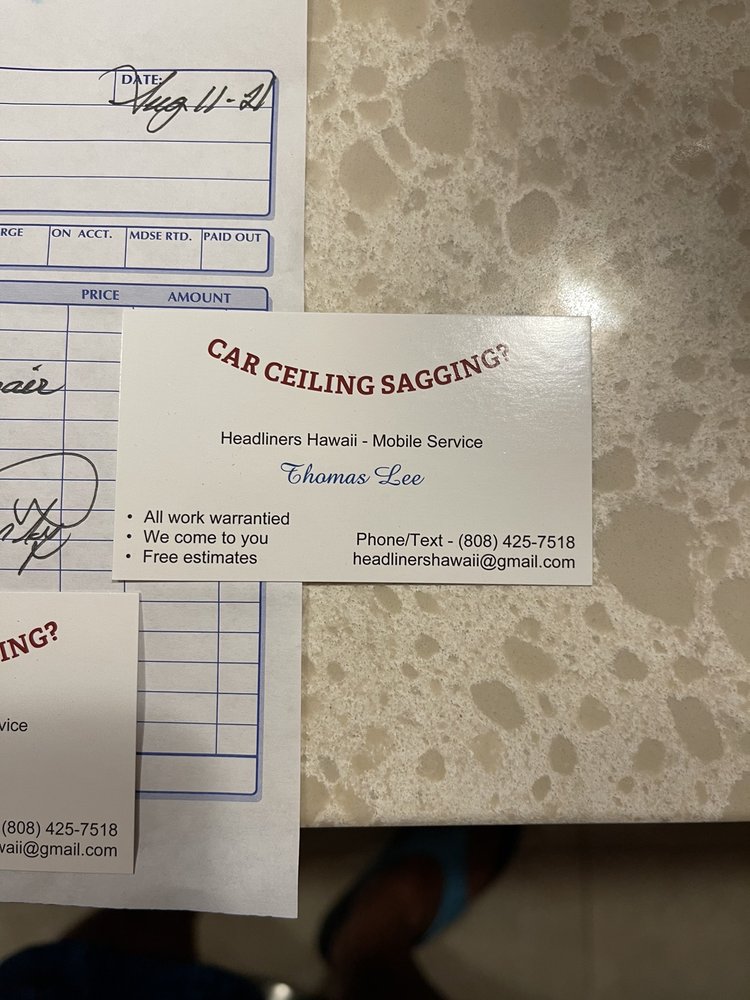 DATE: Aug 11-21
RGE ON ACCT. MDSE RTD. PAID OUT
PRICE AMOUNT
air
CAR CEILING SAGGING?
Headliners Hawaii - Mobile Service
Thomas Lee
• All work warrantied
• We come to you
• Free estimates
Phone/Text - (808) 425-7518
headlinershawaii@gmail.com
ING?
vice
(808) 425-7518
waii@gmail.com